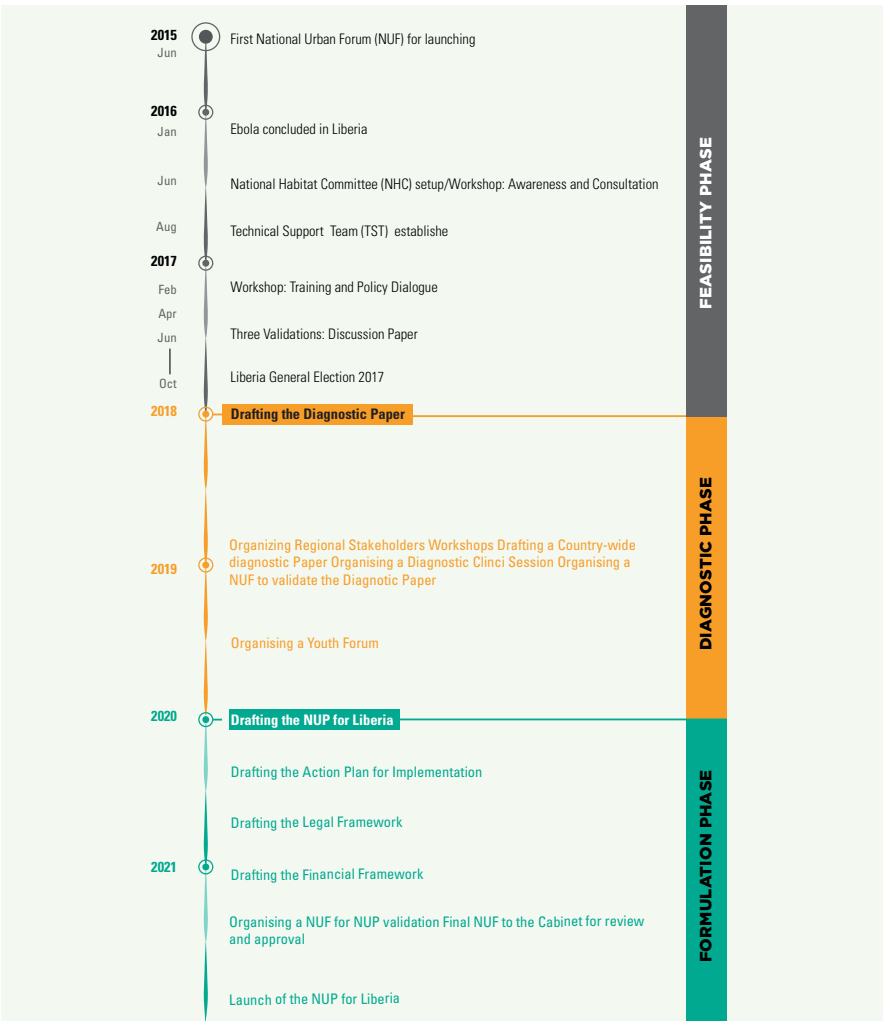 2015
Jun
First National Urban Forum (NUF) for launching
2016
Jan
Ebola concluded in Liberia
Jun
National Habitat Committee (NHC) setup/Workshop: Awareness and Consultation
Aug
Technical Support Team (TST) establishe
2017
Feb
Workshop: Training and Policy Dialogue
Apr
Jun
Three Validations: Discussion Paper
Oct
Liberia General Election 2017
FEASIBILITY PHASE
2018
Drafting the Diagnostic Paper
2019
Organizing Regional Stakeholders Workshops Drafting a Country-wide
diagnostic Paper Organising a Diagnostic Clinci Session Organising a
NUF to validate the Diagnotic Paper
Organising a Youth Forum
DIAGNOSTIC PHASE
2020
Drafting the NUP for Liberia
Drafting the Action Plan for Implementation
Drafting the Legal Framework
2021
Drafting the Financial Framework
Organising a NUF for NUP validation Final NUF to the Cabinet for review
and approval
Launch of the NUP for Liberia
FORMULATION PHASE